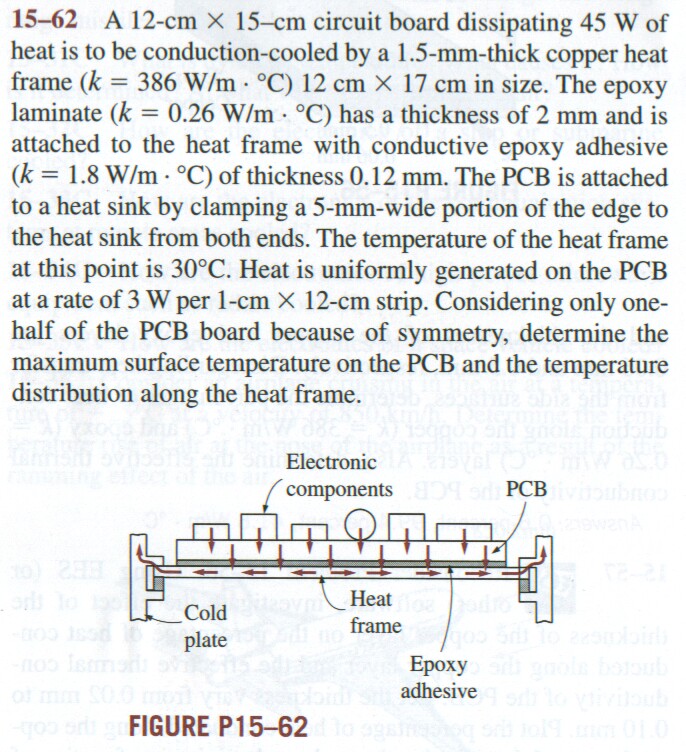 15–62 12-cm × 15–cm circuit board dissipating 45 W of
heat is to be conduction-cooled by a 1.5-mm-thick copper heat
frame (k = 386 W/m · °C) 12 cm × 17 cm in size. The epoxy
laminate (k = 0.26 W/m · °C) has a thickness of 2 mm and is
attached to the heat frame with conductive epoxy adhesive
(k = 1.8 W/m · °C) of thickness 0.12 mm. The PCB is attached
to a heat sink by clamping a 5-mm-wide portion of the edge to
the heat sink from both ends. The temperature of the heat frame
at this point is 30°C. Heat is uniformly generated on the PCB
at a rate of 3 W per 1-cm × 12-cm strip. Considering only one-
half of the PCB board because of symmetry, determine the
maximum surface temperature on the PCB and the temperature
distribution along the heat frame.
Electronic
components
PCB
Cold
plate
Heat
frame
Epoxy
adhesive
FIGURE P15–62